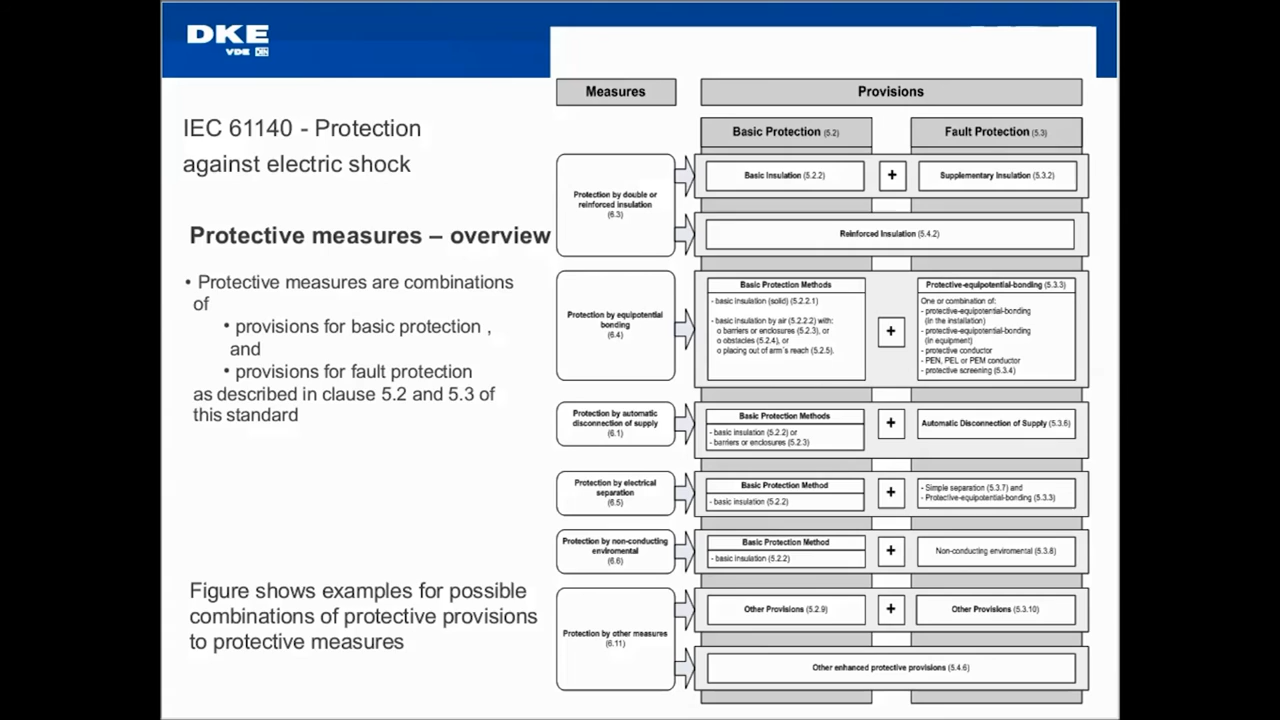 DKE
VDE DIN
IEC 61140 - Protection
against electric shock
Protective measures – overview
• Protective measures are combinations
of
• provisions for basic protection ,
and
• provisions for fault protection
as described in clause 5.2 and 5.3 of
this standard
Figure shows examples for possible
combinations of protective provisions
to protective measures
Measures
Provisions
Basic Protection (5.2)
Fault Protection (5.3)
Protection by double or
reinforced insulation
(6.3)
Basic Insulation (5.2.2)
+
Supplementary Insulation (5.3.2)
Reinforced Insulation (5.4.2)
Protection by equipotential
bonding
(6.4)
Basic Protection Methods
- basic insulation (solid) (5.2.2.1)
- basic insulation by air (5.2.2.2) with:
o barriers or enclosures (5.2.3), or
o obstacles (5.2.4), or
o placing out of arm´s reach (5.2.5).
+
Protective-equipotential-bonding (5.3.3)
One or combination of:
- protective-equipotential-bonding
(in the installation)
- protective-equipotential-bonding
(in equipment)
- protective conductor
- PEN, PEL or PEM conductor
- protective screening (5.3.4)
Protection by automatic
disconnection of supply
(6.1)
Basic Protection Methods
- basic insulation (5.2.2) or
- barriers or enclosures (5.2.3)
+
Automatic Disconnection of Supply (5.3.6)
Protection by electrical
separation
(6.5)
Basic Protection Method
- basic insulation (5.2.2)
+
- Simple separation (5.3.7) and
- Protective-equipotential-bonding (5.3.3)
Protection by non-conducting
enviromental
(6.6)
Basic Protection Method
- basic insulation (5.2.2)
+
Non-conducting enviromental (5.3.8)
Protection by other measures
(6.11)
Other Provisions (5.2.9)
+
Other Provisions (5.3.10)
Other enhanced protective provisions (5.4.6)